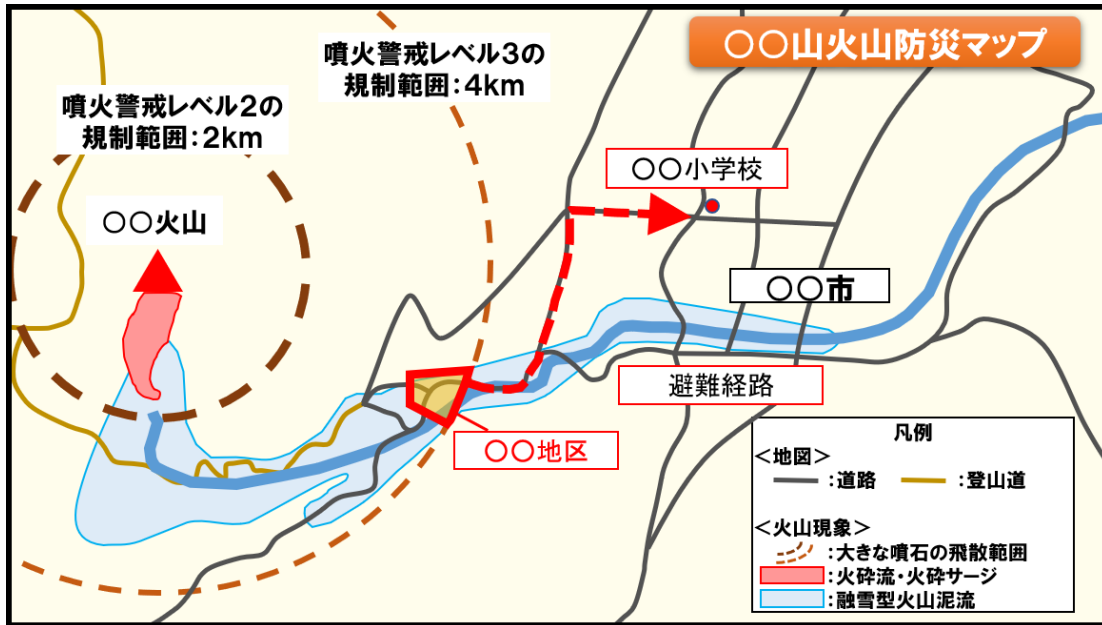 〇〇山火山防災マップ
噴火警戒レベル3の
規制範囲:4km
噴火警戒レベル2の
規制範囲:2km
〇〇火山
〇〇小学校
〇〇市
避難経路
〇〇地区
凡例
<地図>
:道路
:登山道
<火山現象>
:大きな噴石の飛散範囲
:火砕流・火砕サージ
:融雪型火山泥流